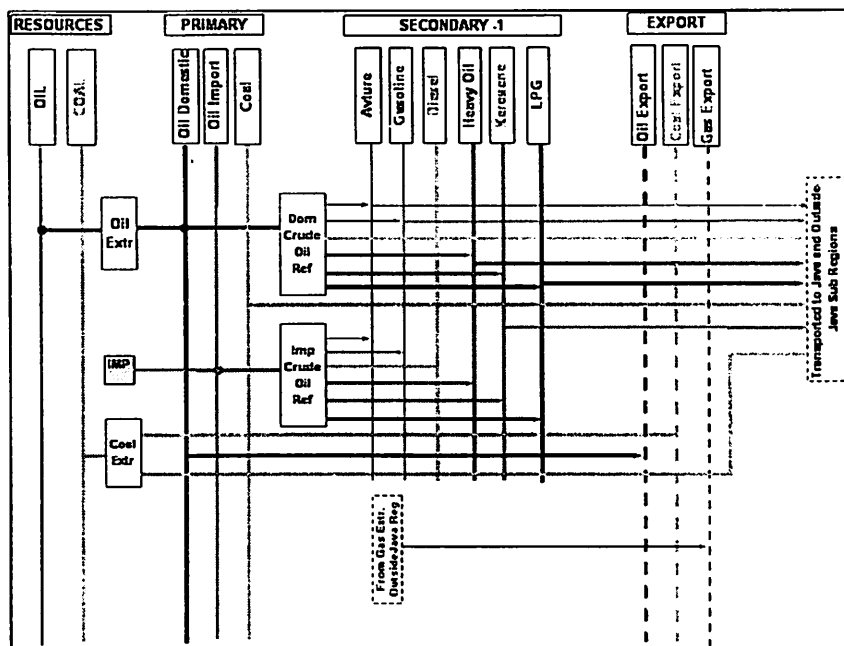 RESOURCES
PRIMARY
SECONDARY -1
EXPORT
OIL
COAL
Oil Domestic
Oil Import
Coal
Avture
Gasoline
Diesel
Heavy Oil
Kerosene
LPG
Oil Export
Coal Export
Gas Export
Oil
Extr
Dom
Crude
Oil
Ref
Transported to Java and Outside
Java Sub Regions
IMP
Imp
Crude
Oil
Ref
Coal
Extr
From Gas Extr.
OutsideJava Reg